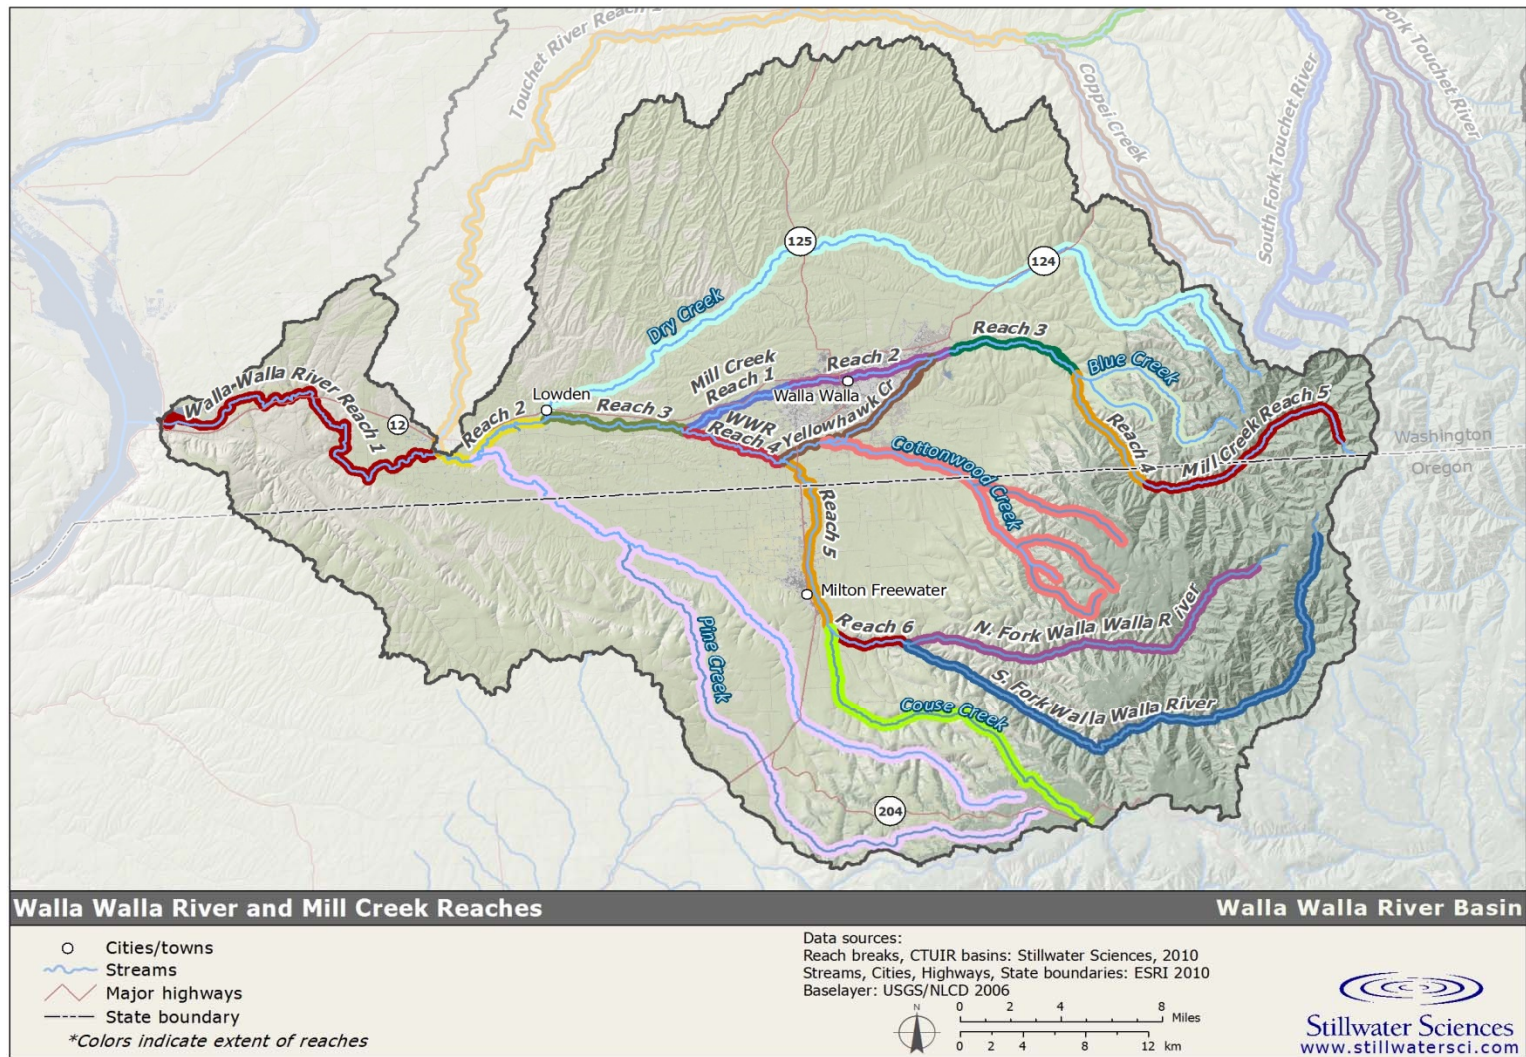 Touchet River Reach 1
Coppei Creek
South Fork Touchet River
Fork Touchet River
125
124
Dry Creek
Reach 3
Mill Creek
Reach 1
Reach 2
Blue Creek
Walla Walla River Reach 1
Lowden
Walla Walla
12
Reach 2
Reach 3
WWR
Reach 4
Yellowhawk Cr
Cottonwood Creek
Reach 4
Mill Creek Reach 5
Washington
Oregon
Reach 5
Milton Freewater
Reach 6
N. Fork Walla Walla River
Pine Creek
S. Fork Walla Walla River
Couse Creek
204
Walla Walla River and Mill Creek Reaches
Walla Walla River Basin
Cities/towns
Streams
Major highways
State boundary
*Colors indicate extent of reaches
Data sources:
Reach breaks, CTUIR basins: Stillwater Sciences, 2010
Streams, Cities, Highways, State boundaries: ESRI 2010
Baselayer: USGS/NLCD 2006
N
0 2 4 8 Miles
0 2 4 8 12 km
Stillwater Sciences
www.stillwatersci.com